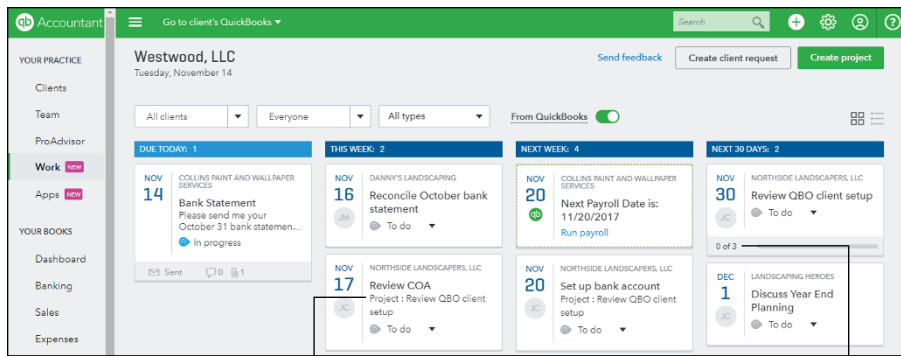 qb Accountant
Go to client's QuickBooks
Search
YOUR PRACTICE
Clients
Team
ProAdvisor
Work NEW
Apps NEW
YOUR BOOKS
Dashboard
Banking
Sales
Expenses
Westwood, LLC
Tuesday, November 14
Send feedback
Create client request
Create project
All clients
Everyone
All types
From QuickBooks
DUE TODAY: 1
NOV
14
COLLINS PAINT AND WALLPAPER
SERVICES
Bank Statement
Please send me your
October 31 bank statemen...
In progress
Sent 0 1
THIS WEEK: 2
NOV
16
JM
DANNY'S LANDSCAPING
Reconcile October bank
statement
To do
NOV
17
JC
NORTHSIDE LANDSCAPERS, LLC
Review COA
Project : Review QBO client
setup
To do
NEXT WEEK: 4
NOV
20
qb
COLLINS PAINT AND WALLPAPER
SERVICES
Next Payroll Date is:
11/20/2017
Run payroll
NOV
20
JC
NORTHSIDE LANDSCAPERS, LLC
Set up bank account
Project : Review QBO client
setup
To do
NEXT 30 DAYS: 2
NOV
30
JC
NORTHSIDE LANDSCAPERS, LLC
Review QBO client setup
To do
0 of 3
DEC
1
JC
LANDSCAPING HEROES
Discuss Year End
Planning
To do